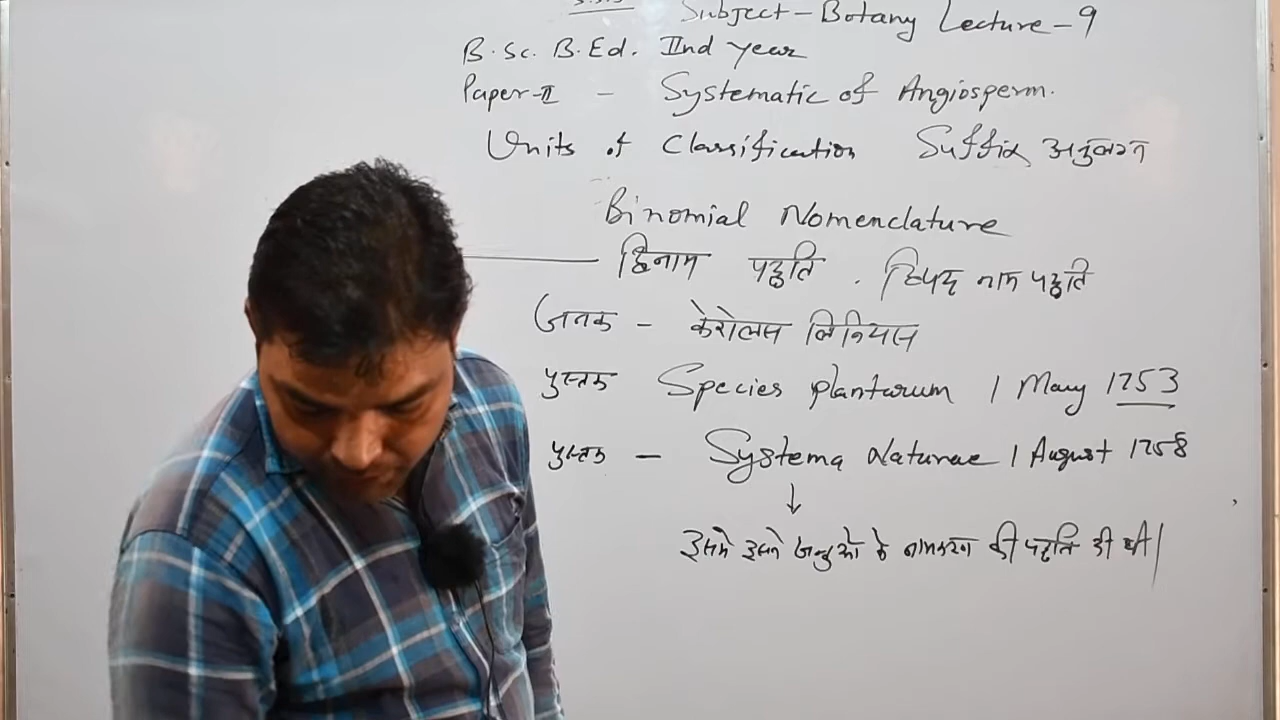 Subject - Botany Lecture - 9
B.Sc. B.Ed. IInd year
Paper-II - Systematic of Angiosperm.
Units of Classification Suffix अनुलग्न
Binomial Nomenclature
द्विनाम पद्धति . द्विपद नाम पद्धति
जनक - केरोलस लिनियस
पुस्तक Species plantarum 1 May 1753
पुस्तक - Systema Naturae 1 August 1758
↓
इसमे इसने जन्तुओ के नामकरण की पद्धति दी थी|